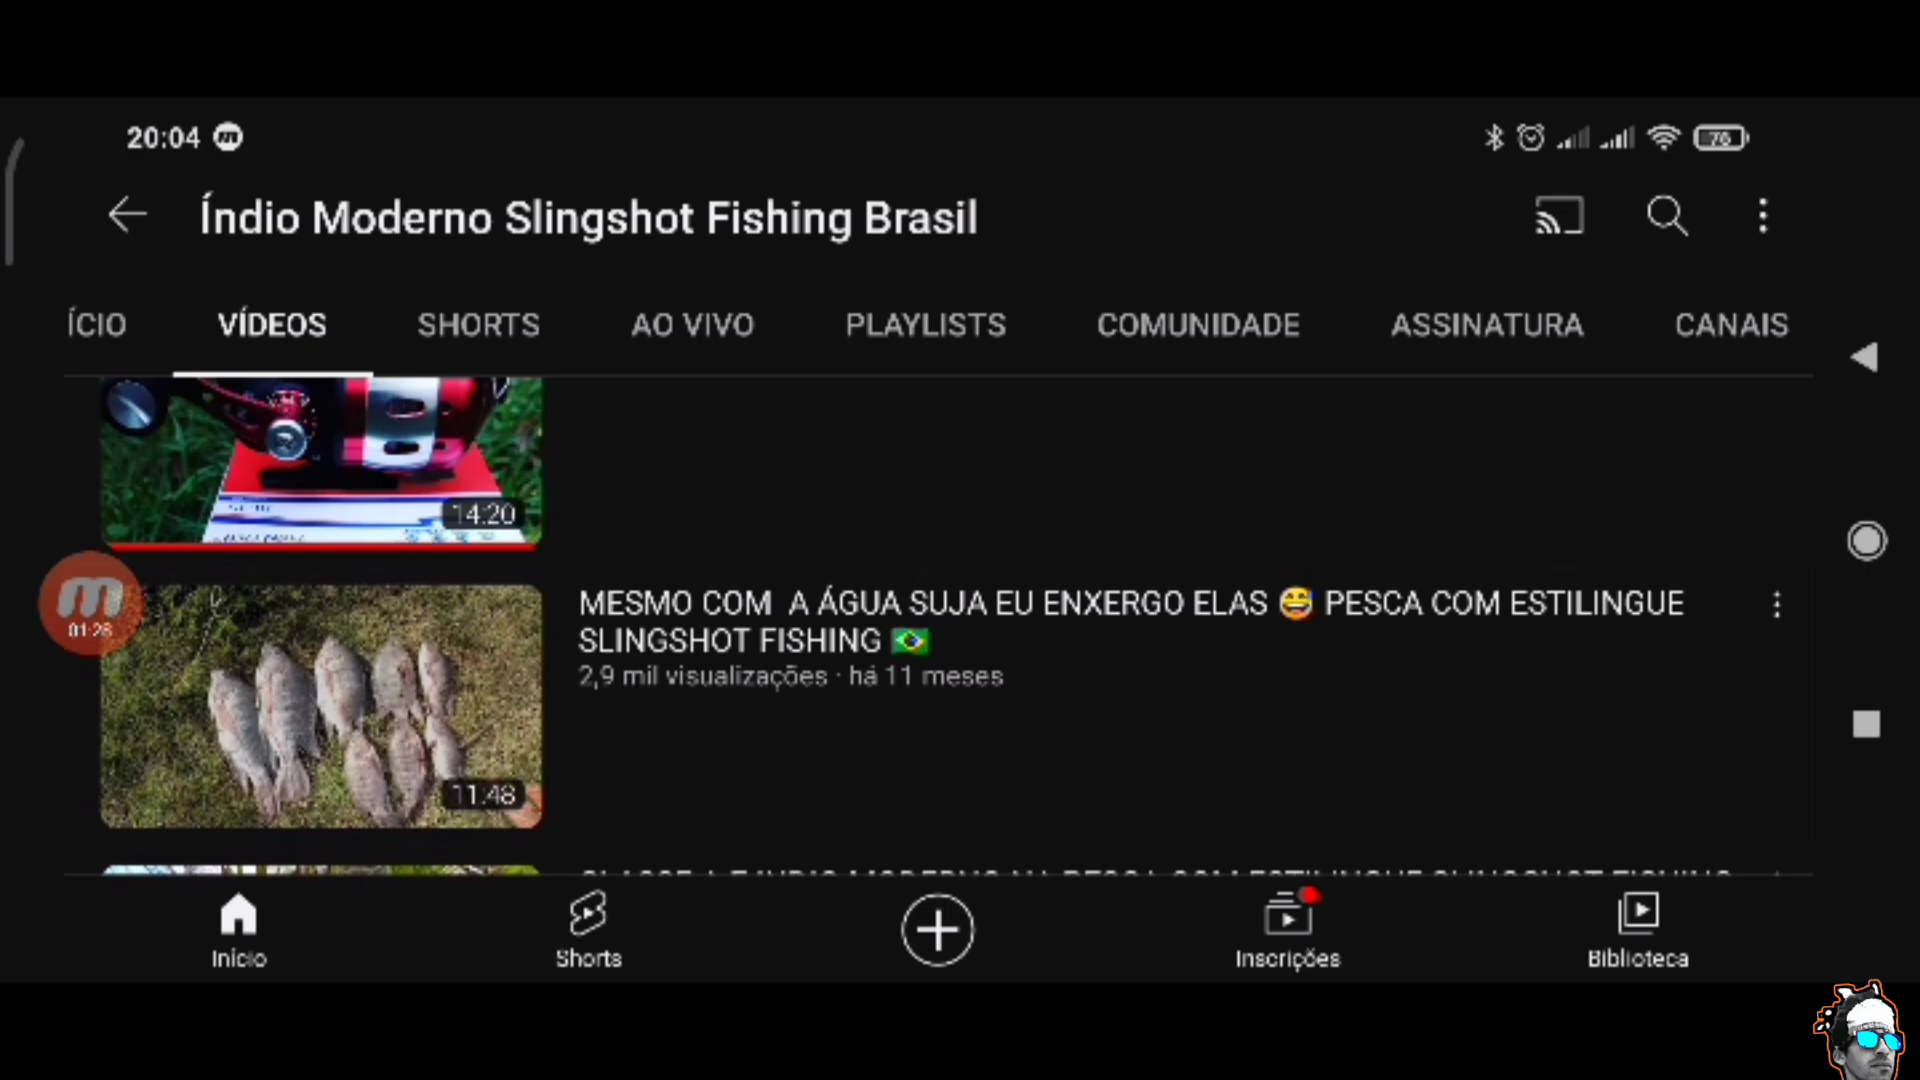 20:04
76
Índio Moderno Slingshot Fishing Brasil
ÍCIO VÍDEOS SHORTS AO VIVO PLAYLISTS COMUNIDADE ASSINATURA CANAIS
14:20
MESMO COM A ÁGUA SUJA EU ENXERGO ELAS 😅 PESCA COM ESTILINGUE
SLINGSHOT FISHING 🇧🇷
2,9 mil visualizações · há 11 meses
01:28
11:48
Início Shorts Inscrições Biblioteca